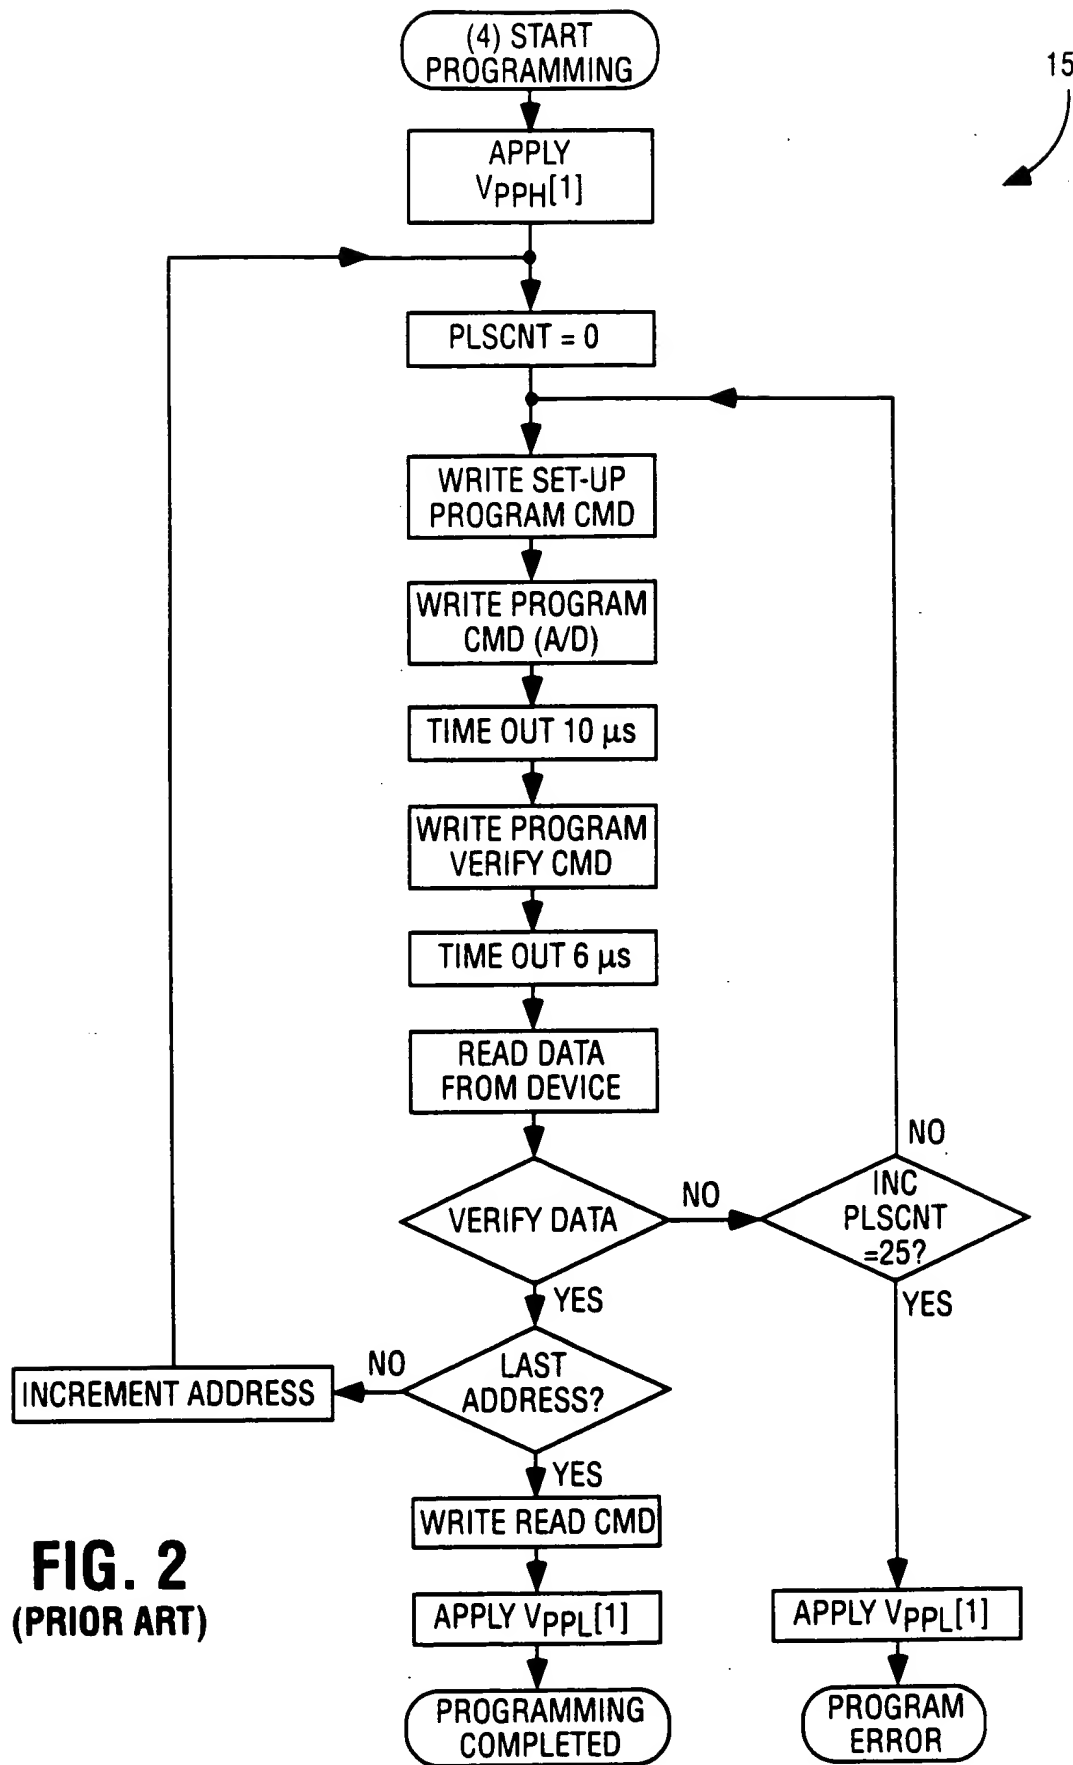 (4) START
PROGRAMMING
15
APPLY
VPPH[1]
PLSCNT = 0
WRITE SET-UP
PROGRAM CMD
WRITE PROGRAM
CMD (A/D)
TIME OUT 10 µs
WRITE PROGRAM
VERIFY CMD
TIME OUT 6 µs
READ DATA
FROM DEVICE
NO
VERIFY DATA
NO
INC
PLSCNT
=25?
YES
YES
LAST
ADDRESS?
NO
INCREMENT ADDRESS
YES
WRITE READ CMD
APPLY VPPL[1]
APPLY VPPL[1]
PROGRAMMING
COMPLETED
PROGRAM
ERROR
FIG. 2
(PRIOR ART)